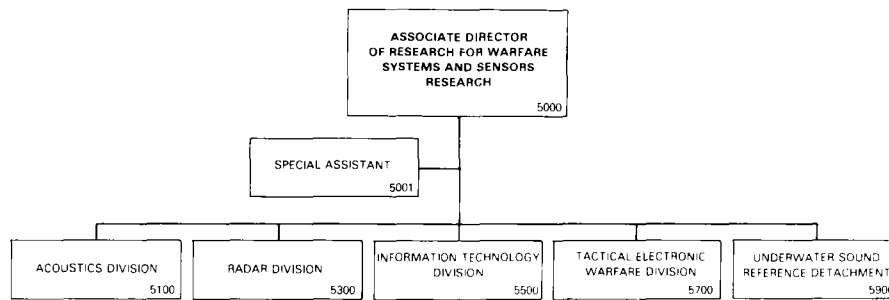 ASSOCIATE DIRECTOR
OF RESEARCH FOR WARFARE
SYSTEMS AND SENSORS
RESEARCH
5000
SPECIAL ASSISTANT
5001
ACOUSTICS DIVISION
5100
RADAR DIVISION
5300
INFORMATION TECHNOLOGY
DIVISION
5500
TACTICAL ELECTRONIC
WARFARE DIVISION
5700
UNDERWATER SOUND
REFERENCE DETACHMENT
5900